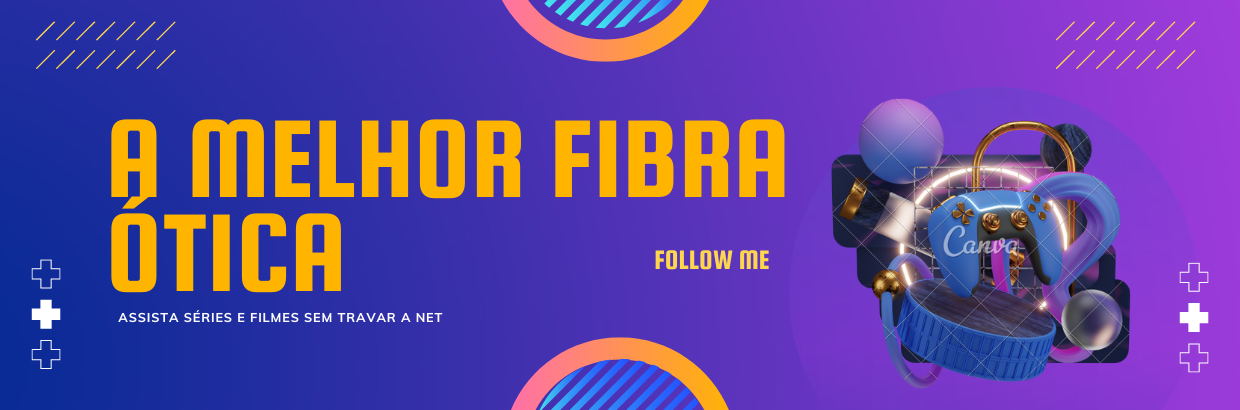 A MELHOR FIBRA
ÓTICA
FOLLOW ME
ASSISTA SÉRIES E FILMES SEM TRAVAR A NET
Canva